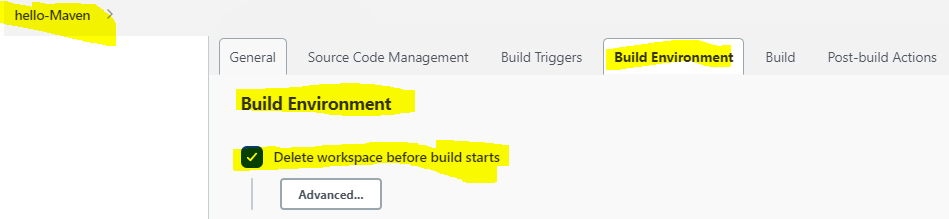 hello-Maven
General Source Code Management Build Triggers Build Environment Build Post-build Actions
Build Environment
Delete workspace before build starts
Advanced...